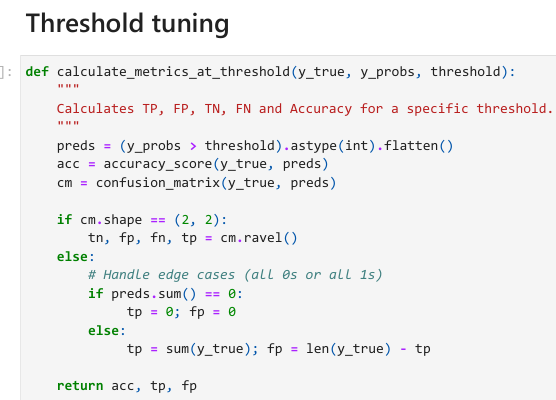 Threshold tuning
]:
def calculate_metrics_at_threshold(y_true, y_probs, threshold):
    """
    Calculates TP, FP, TN, FN and Accuracy for a specific threshold.
    """
    preds = (y_probs > threshold).astype(int).flatten()
    acc = accuracy_score(y_true, preds)
    cm = confusion_matrix(y_true, preds)

    if cm.shape == (2, 2):
        tn, fp, fn, tp = cm.ravel()
    else:
        # Handle edge cases (all 0s or all 1s)
        if preds.sum() == 0:
            tp = 0; fp = 0
        else:
            tp = sum(y_true); fp = len(y_true) - tp

    return acc, tp, fp